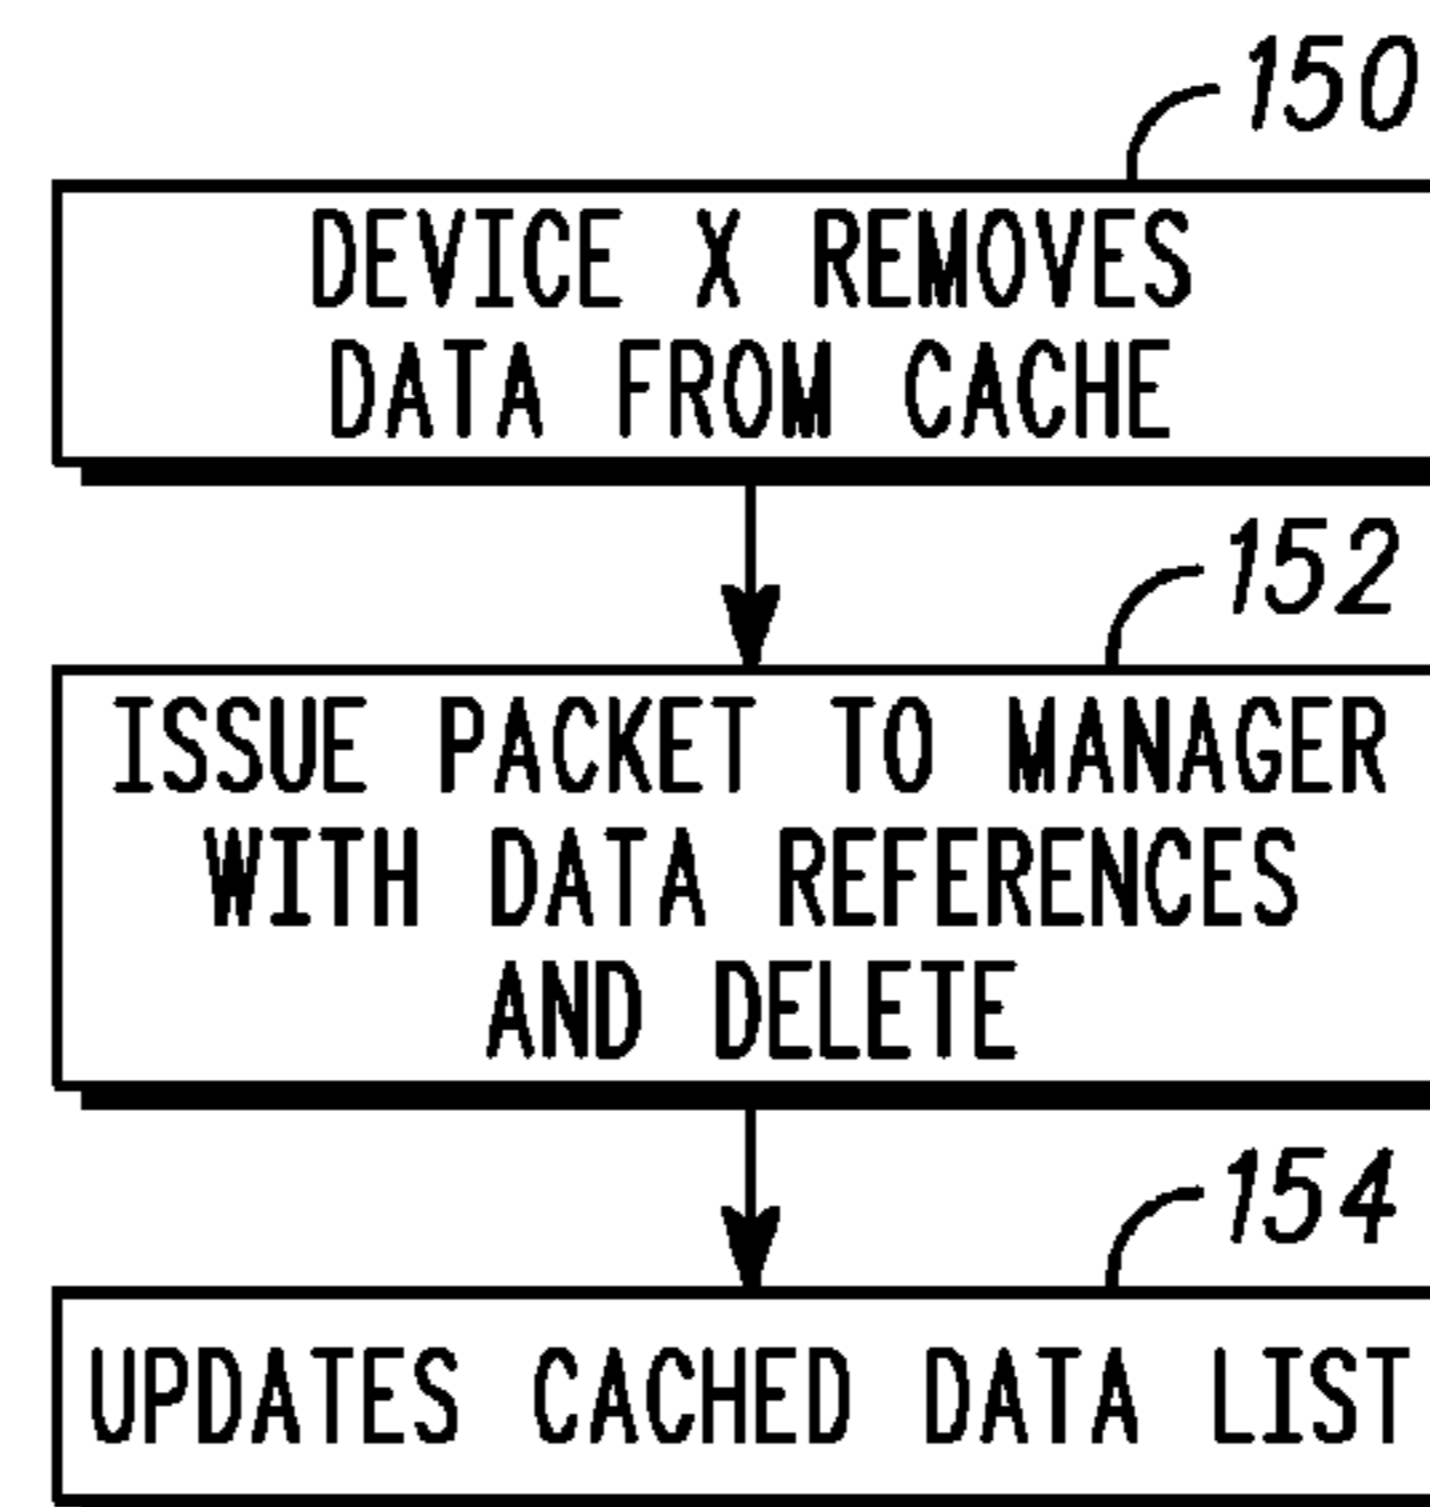 150
DEVICE X REMOVES
DATA FROM CACHE
152
ISSUE PACKET TO MANAGER
WITH DATA REFERENCES
AND DELETE
154
UPDATES CACHED DATA LIST